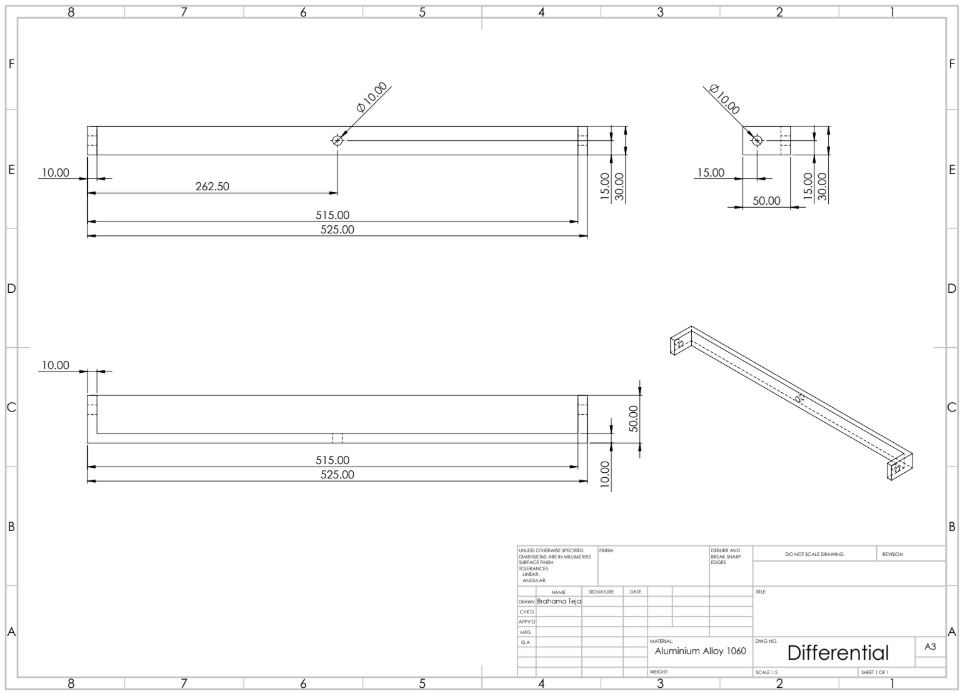 8 7 6 5 4 3 2 1
F F
E E
D D
C C
B B
A A
8 7 6 5 4 3 2 1
Ø10.00
10.00
262.50
515.00
525.00
15.00
30.00
Ø10.00
15.00
50.00
15.00
30.00
10.00
515.00
525.00
50.00
10.00
UNLESS OTHERWISE SPECIFIED:
DIMENSIONS ARE IN MILLIMETERS
SURFACE FINISH:
TOLERANCES:
LINEAR:
ANGULAR:
FINISH:
DEBURR AND
BREAK SHARP
EDGES
DO NOT SCALE DRAWING
REVISION
NAME SIGNATURE DATE
TITLE:
DRAWN Brahama Teja
CHK'D
APPV'D
MFG
Q.A
MATERIAL:
Aluminium Alloy 1060
DWG NO.
Differential
A3
WEIGHT:
SCALE:1:5
SHEET 1 OF 1